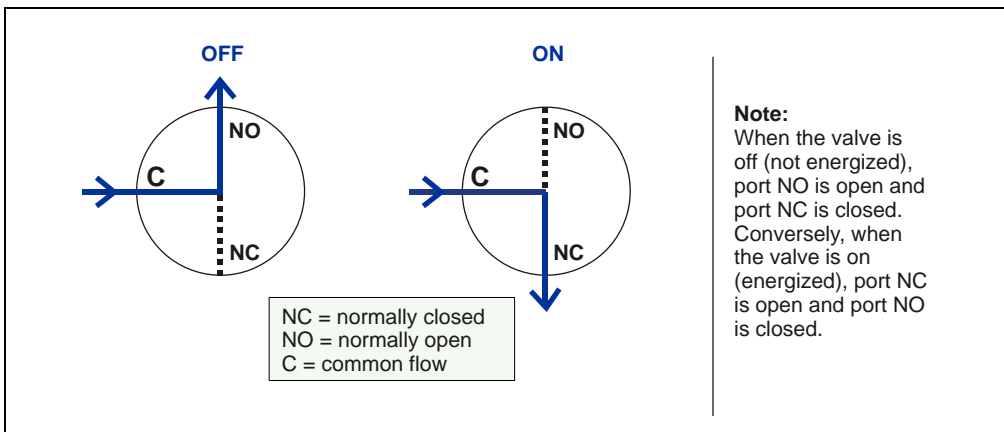 OFF
NO
C
NC
ON
NO
C
NC
NC = normally closed
NO = normally open
C = common flow
Note:
When the valve is
off (not energized),
port NO is open and
port NC is closed.
Conversely, when
the valve is on
(energized), port NC
is open and port NO
is closed.